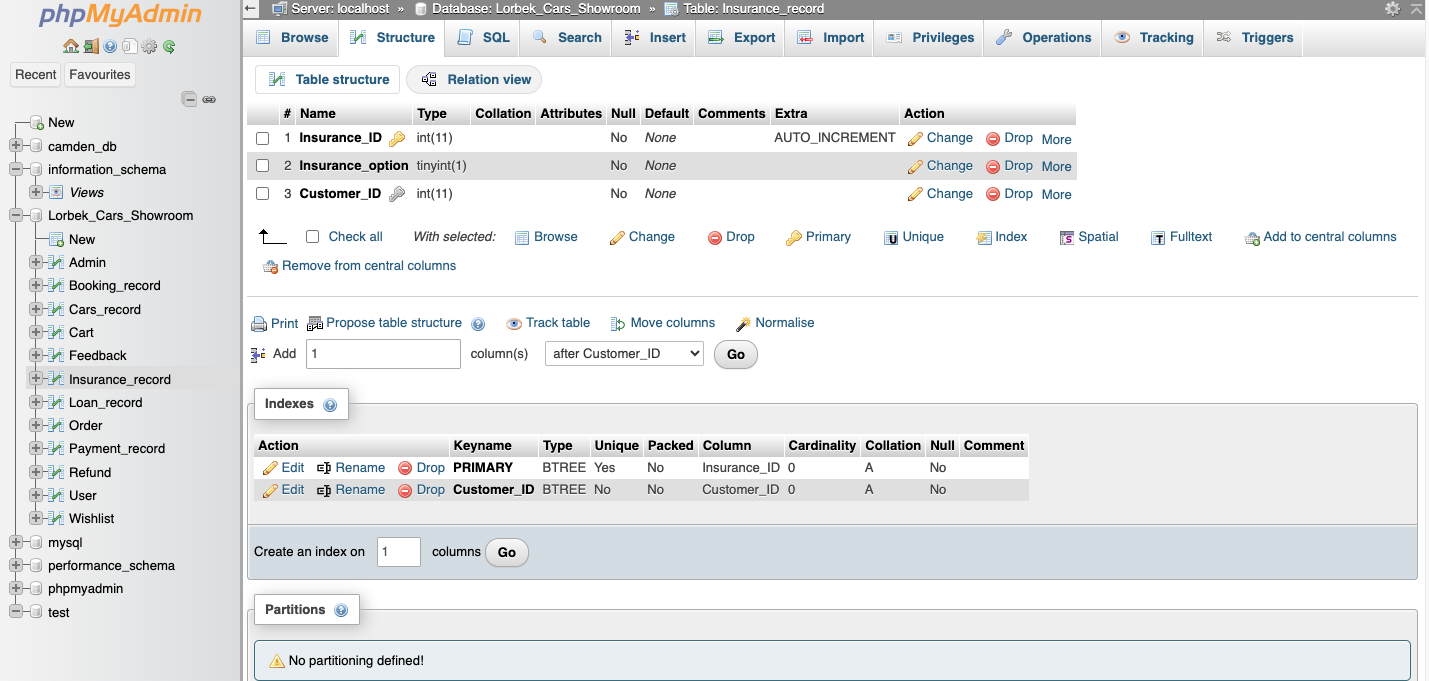 phpMyAdmin
Recent Favourites
New
camden_db
information_schema
Views
Lorbek_Cars_Showroom
New
Admin
Booking_record
Cars_record
Cart
Feedback
Insurance_record
Loan_record
Order
Payment_record
Refund
User
Wishlist
mysql
performance_schema
phpmyadmin
test
Server: localhost » Database: Lorbek_Cars_Showroom » Table: Insurance_record
Browse Structure SQL Search Insert Export Import Privileges Operations Tracking Triggers
Table structure Relation view
# Name Type Collation Attributes Null Default Comments Extra Action
1 Insurance_ID int(11) No None AUTO_INCREMENT Change Drop More
2 Insurance_option tinyint(1) No None Change Drop More
3 Customer_ID int(11) No None Change Drop More
Check all With selected: Browse Change Drop Primary Unique Index Spatial Fulltext Add to central columns
Remove from central columns
Print Propose table structure Track table Move columns Normalise
Add 1 column(s) after Customer_ID Go
Indexes
Action Keyname Type Unique Packed Column Cardinality Collation Null Comment
Edit Rename Drop PRIMARY BTREE Yes No Insurance_ID 0 A No
Edit Rename Drop Customer_ID BTREE No No Customer_ID 0 A No
Create an index on 1 columns Go
Partitions
No partitioning defined!